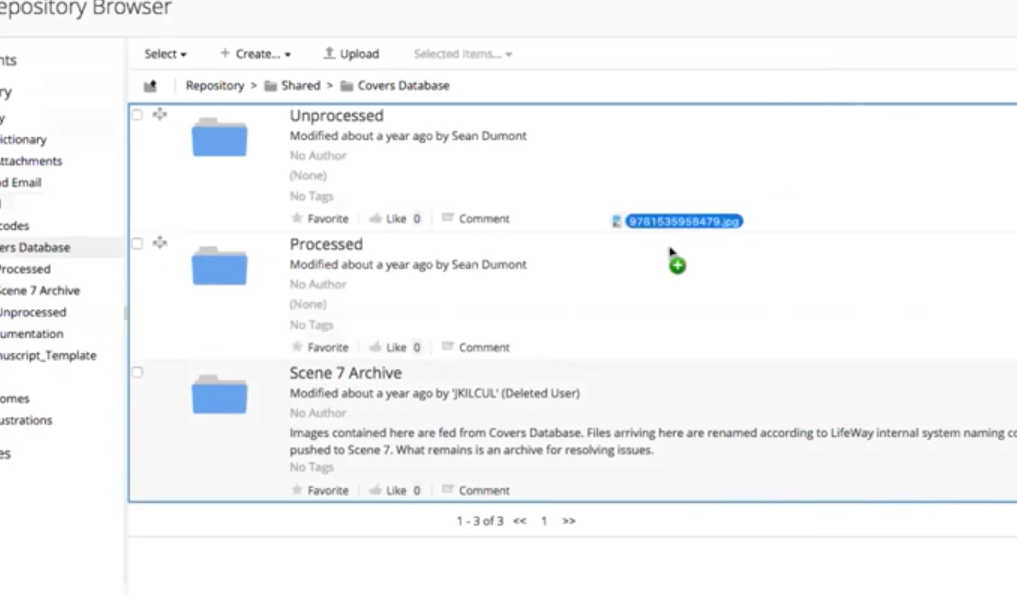 epository Browser
nts
ry
y
ictionary
ttachments
d Email
l
codes
ers Database
Processed
Scene 7 Archive
Unprocessed
umentation
nuscript_Template
omes
ustrations
es
Select Create... Upload Selected Items...
Repository > Shared > Covers Database
Unprocessed
Modified about a year ago by Sean Dumont
No Author
(None)
No Tags
Favorite Like 0 Comment
9781535958479.jpg
Processed
Modified about a year ago by Sean Dumont
No Author
(None)
No Tags
Favorite Like 0 Comment
Scene 7 Archive
Modified about a year ago by 'JKILCUL' (Deleted User)
No Author
Images contained here are fed from Covers Database. Files arriving here are renamed according to LifeWay internal system naming co
pushed to Scene 7. What remains is an archive for resolving issues.
No Tags
Favorite Like 0 Comment
1 - 3 of 3 << 1 >>